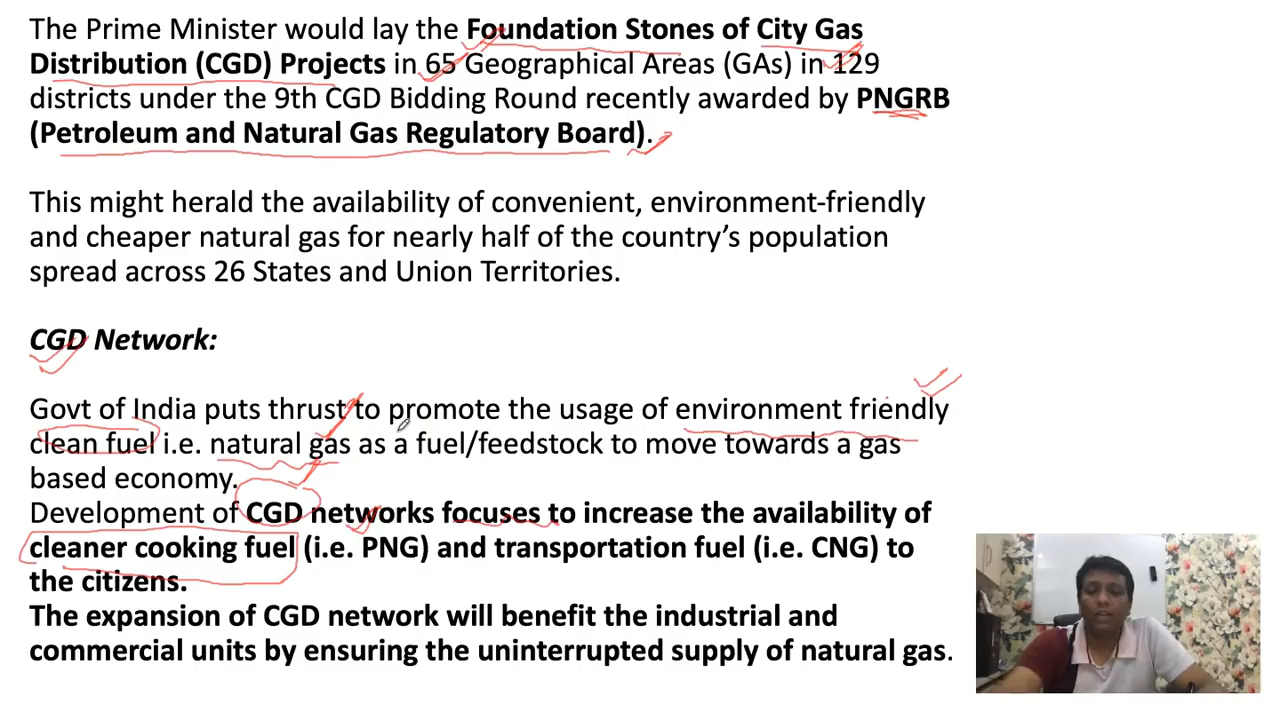 The Prime Minister would lay the Foundation Stones of City Gas
Distribution (CGD) Projects in 65 Geographical Areas (GAs) in 129
districts under the 9th CGD Bidding Round recently awarded by PNGRB
(Petroleum and Natural Gas Regulatory Board).
This might herald the availability of convenient, environment-friendly
and cheaper natural gas for nearly half of the country’s population
spread across 26 States and Union Territories.
CGD Network:
Govt of India puts thrust to promote the usage of environment friendly
clean fuel i.e. natural gas as a fuel/feedstock to move towards a gas
based economy.
Development of CGD networks focuses to increase the availability of
cleaner cooking fuel (i.e. PNG) and transportation fuel (i.e. CNG) to
the citizens.
The expansion of CGD network will benefit the industrial and
commercial units by ensuring the uninterrupted supply of natural gas.